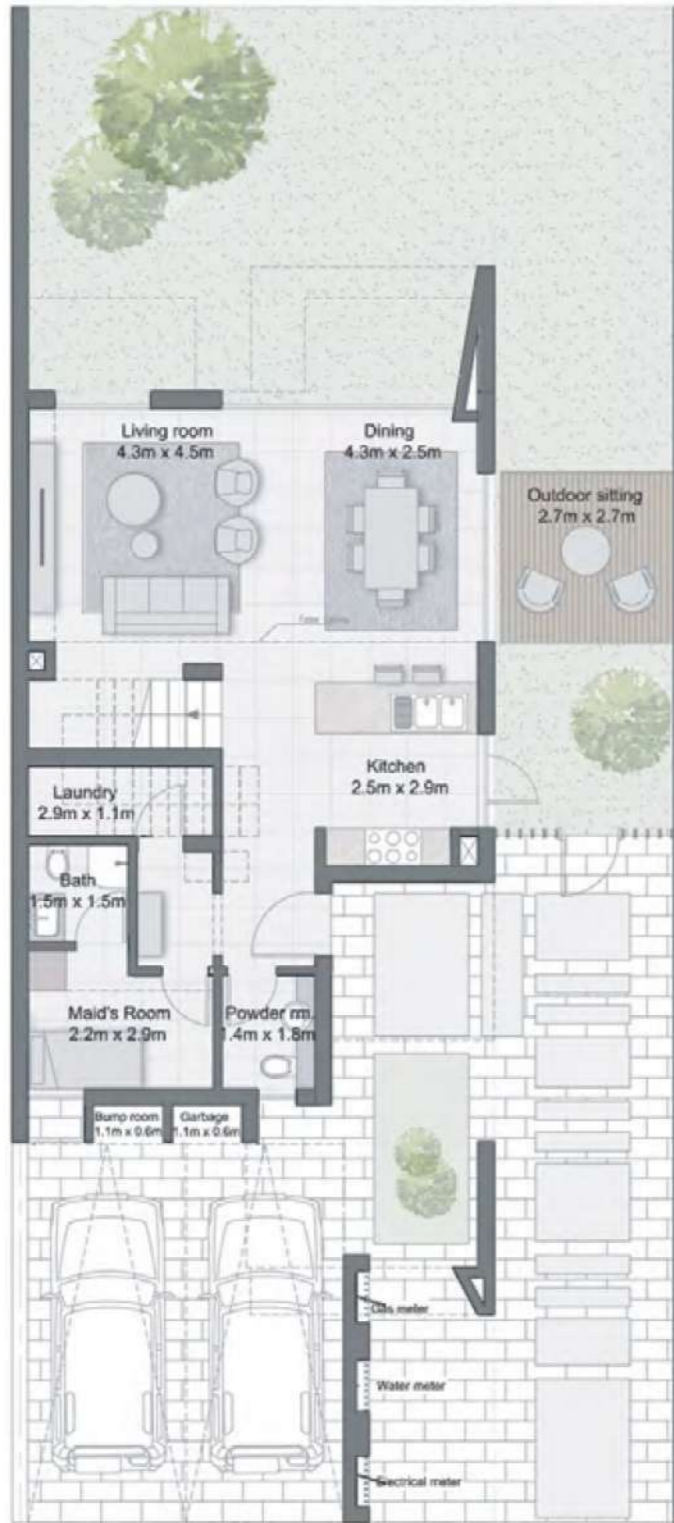 Living room
4.3m x 4.5m
Dining
4.3m x 2.5m
Outdoor sitting
2.7m x 2.7m
Kitchen
2.5m x 2.9m
Laundry
2.9m x 1.1m
Bath
1.5m x 1.5m
Maid's Room
2.2m x 2.9m
Powder rm.
1.4m x 1.8m
Bump room
1.1m x 0.6m
Garbage
1.1m x 0.6m
Gas meter
Water meter
Electrical meter